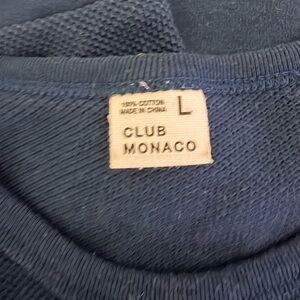 100% COTTON L
MADE IN CHINA
CLUB
MONACO